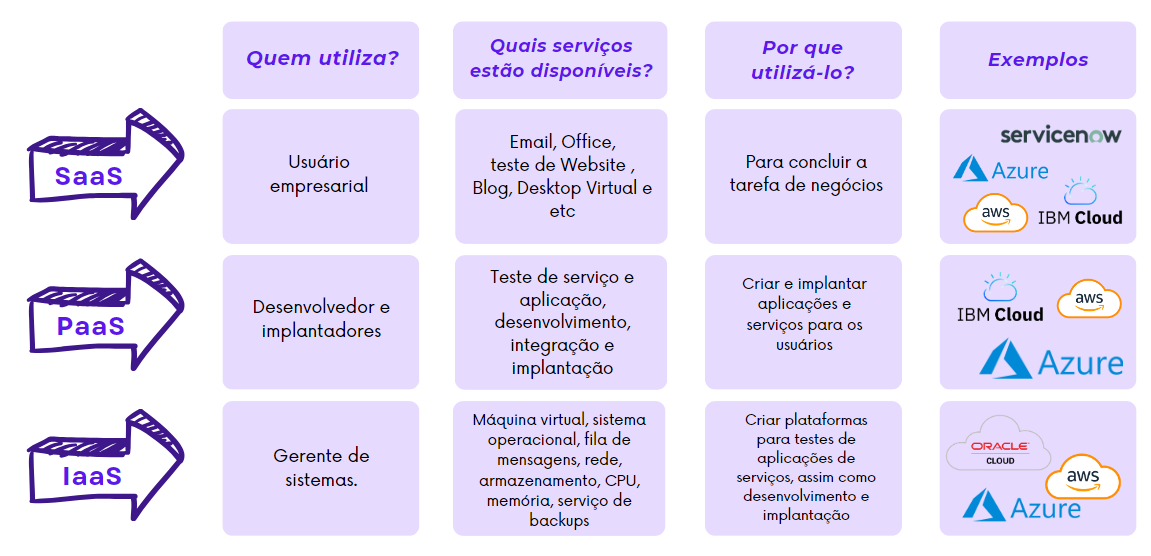 Quem utiliza?
Quais serviços
estão disponíveis?
Por que
utilizá-lo?
Exemplos
SaaS
Usuário
empresarial
Email, Office,
teste de Website ,
Blog, Desktop Virtual e
etc
Para concluir a
tarefa de negócios
servicenow
Azure
aws
IBM Cloud
PaaS
Desenvolvedor e
implantadores
Teste de serviço e
aplicação,
desenvolvimento,
integração e
implantação
Criar e implantar
aplicações e
serviços para os
usuários
IBM Cloud
aws
Azure
IaaS
Gerente de
sistemas.
Máquina virtual, sistema
operacional, fila de
mensagens, rede,
armazenamento, CPU,
memória, serviço de
backups
Criar plataformas
para testes de
aplicações de
serviços, assim como
desenvolvimento e
implantação
ORACLE
CLOUD
aws
Azure